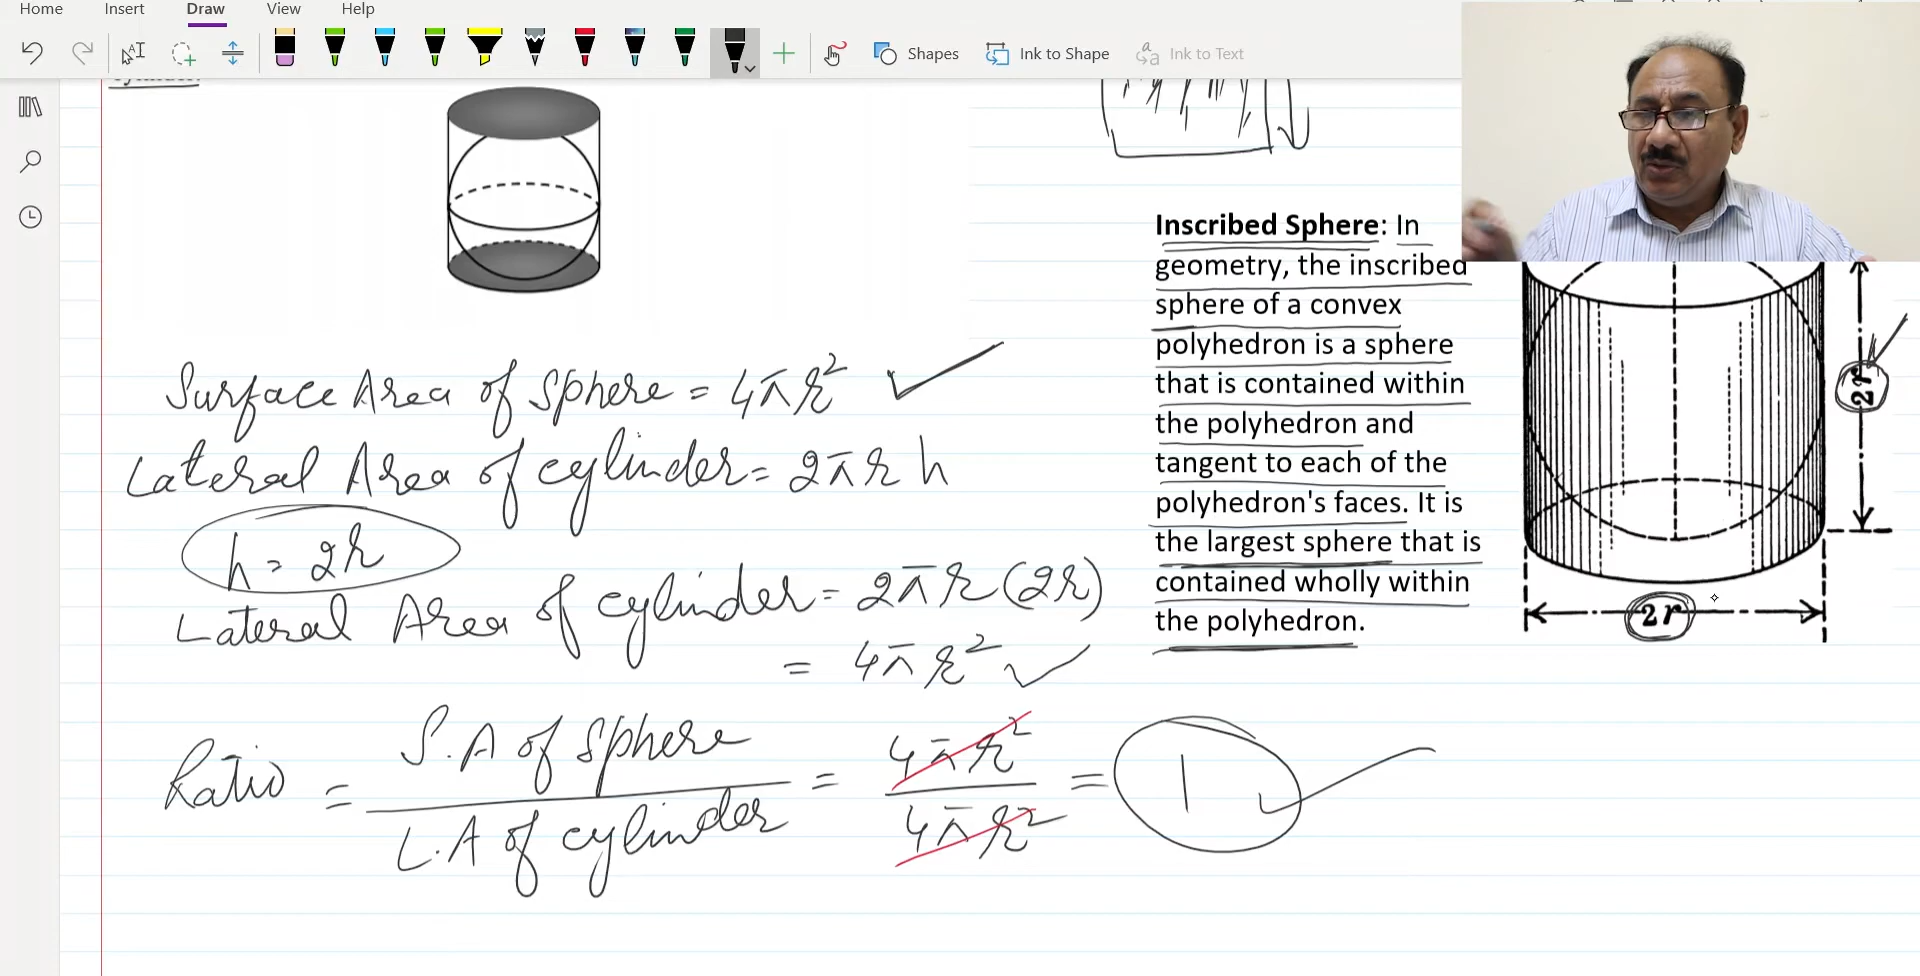 Home Insert Draw View Help
Shapes Ink to Shape Ink to Text
cylinder.
Surface Area of Sphere = 4πr²
Lateral Area of cylinder = 2πr h
h = 2r
Lateral Area of cylinder = 2πr(2r)
= 4πr²
Ratio = S.A of Sphere / L.A of cylinder = 4πr² / 4πr² = 1
Inscribed Sphere: In
geometry, the inscribed
sphere of a convex
polyhedron is a sphere
that is contained within
the polyhedron and
tangent to each of the
polyhedron's faces. It is
the largest sphere that is
contained wholly within
the polyhedron.
2r
2r